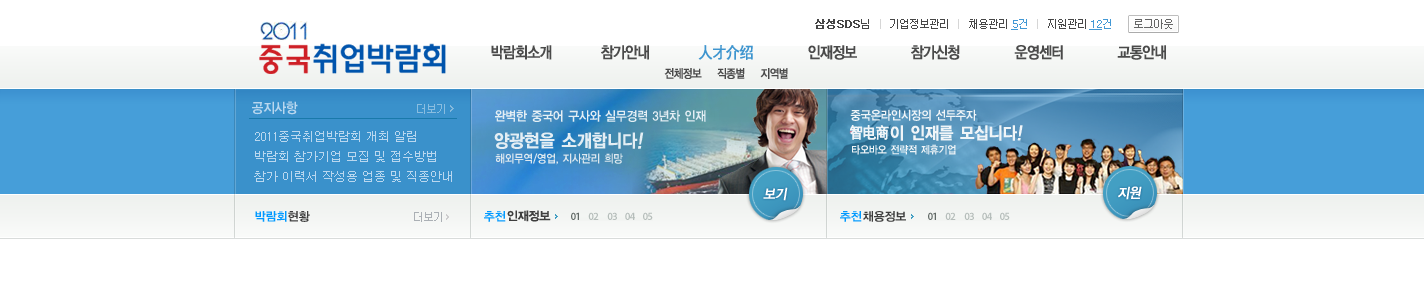 삼성SDS님 기업정보관리 채용관리 5건 지원관리 12건 로그아웃
2011
중국취업박람회
박람회소개 참가안내 人才介绍 인재정보 참가신청 운영센터 교통안내
전체정보 직종별 지역별
공지사항 더보기
2011중국취업박람회 개최 알림
박람회 참가기업 모집 및 접수방법
참가 이력서 작성용 업종 및 직종안내
완벽한 중국어 구사와 실무경력 3년차 인재
양광현을 소개합니다!
해외무역/영업, 지사관리 희망
보기
중국온라인시장의 선두주자
智电商이 인재를 모십니다!
타오바오 전략적 제휴기업
지원
박람회현황 더보기
추천인재정보 01 02 03 04 05
추천채용정보 01 02 03 04 05